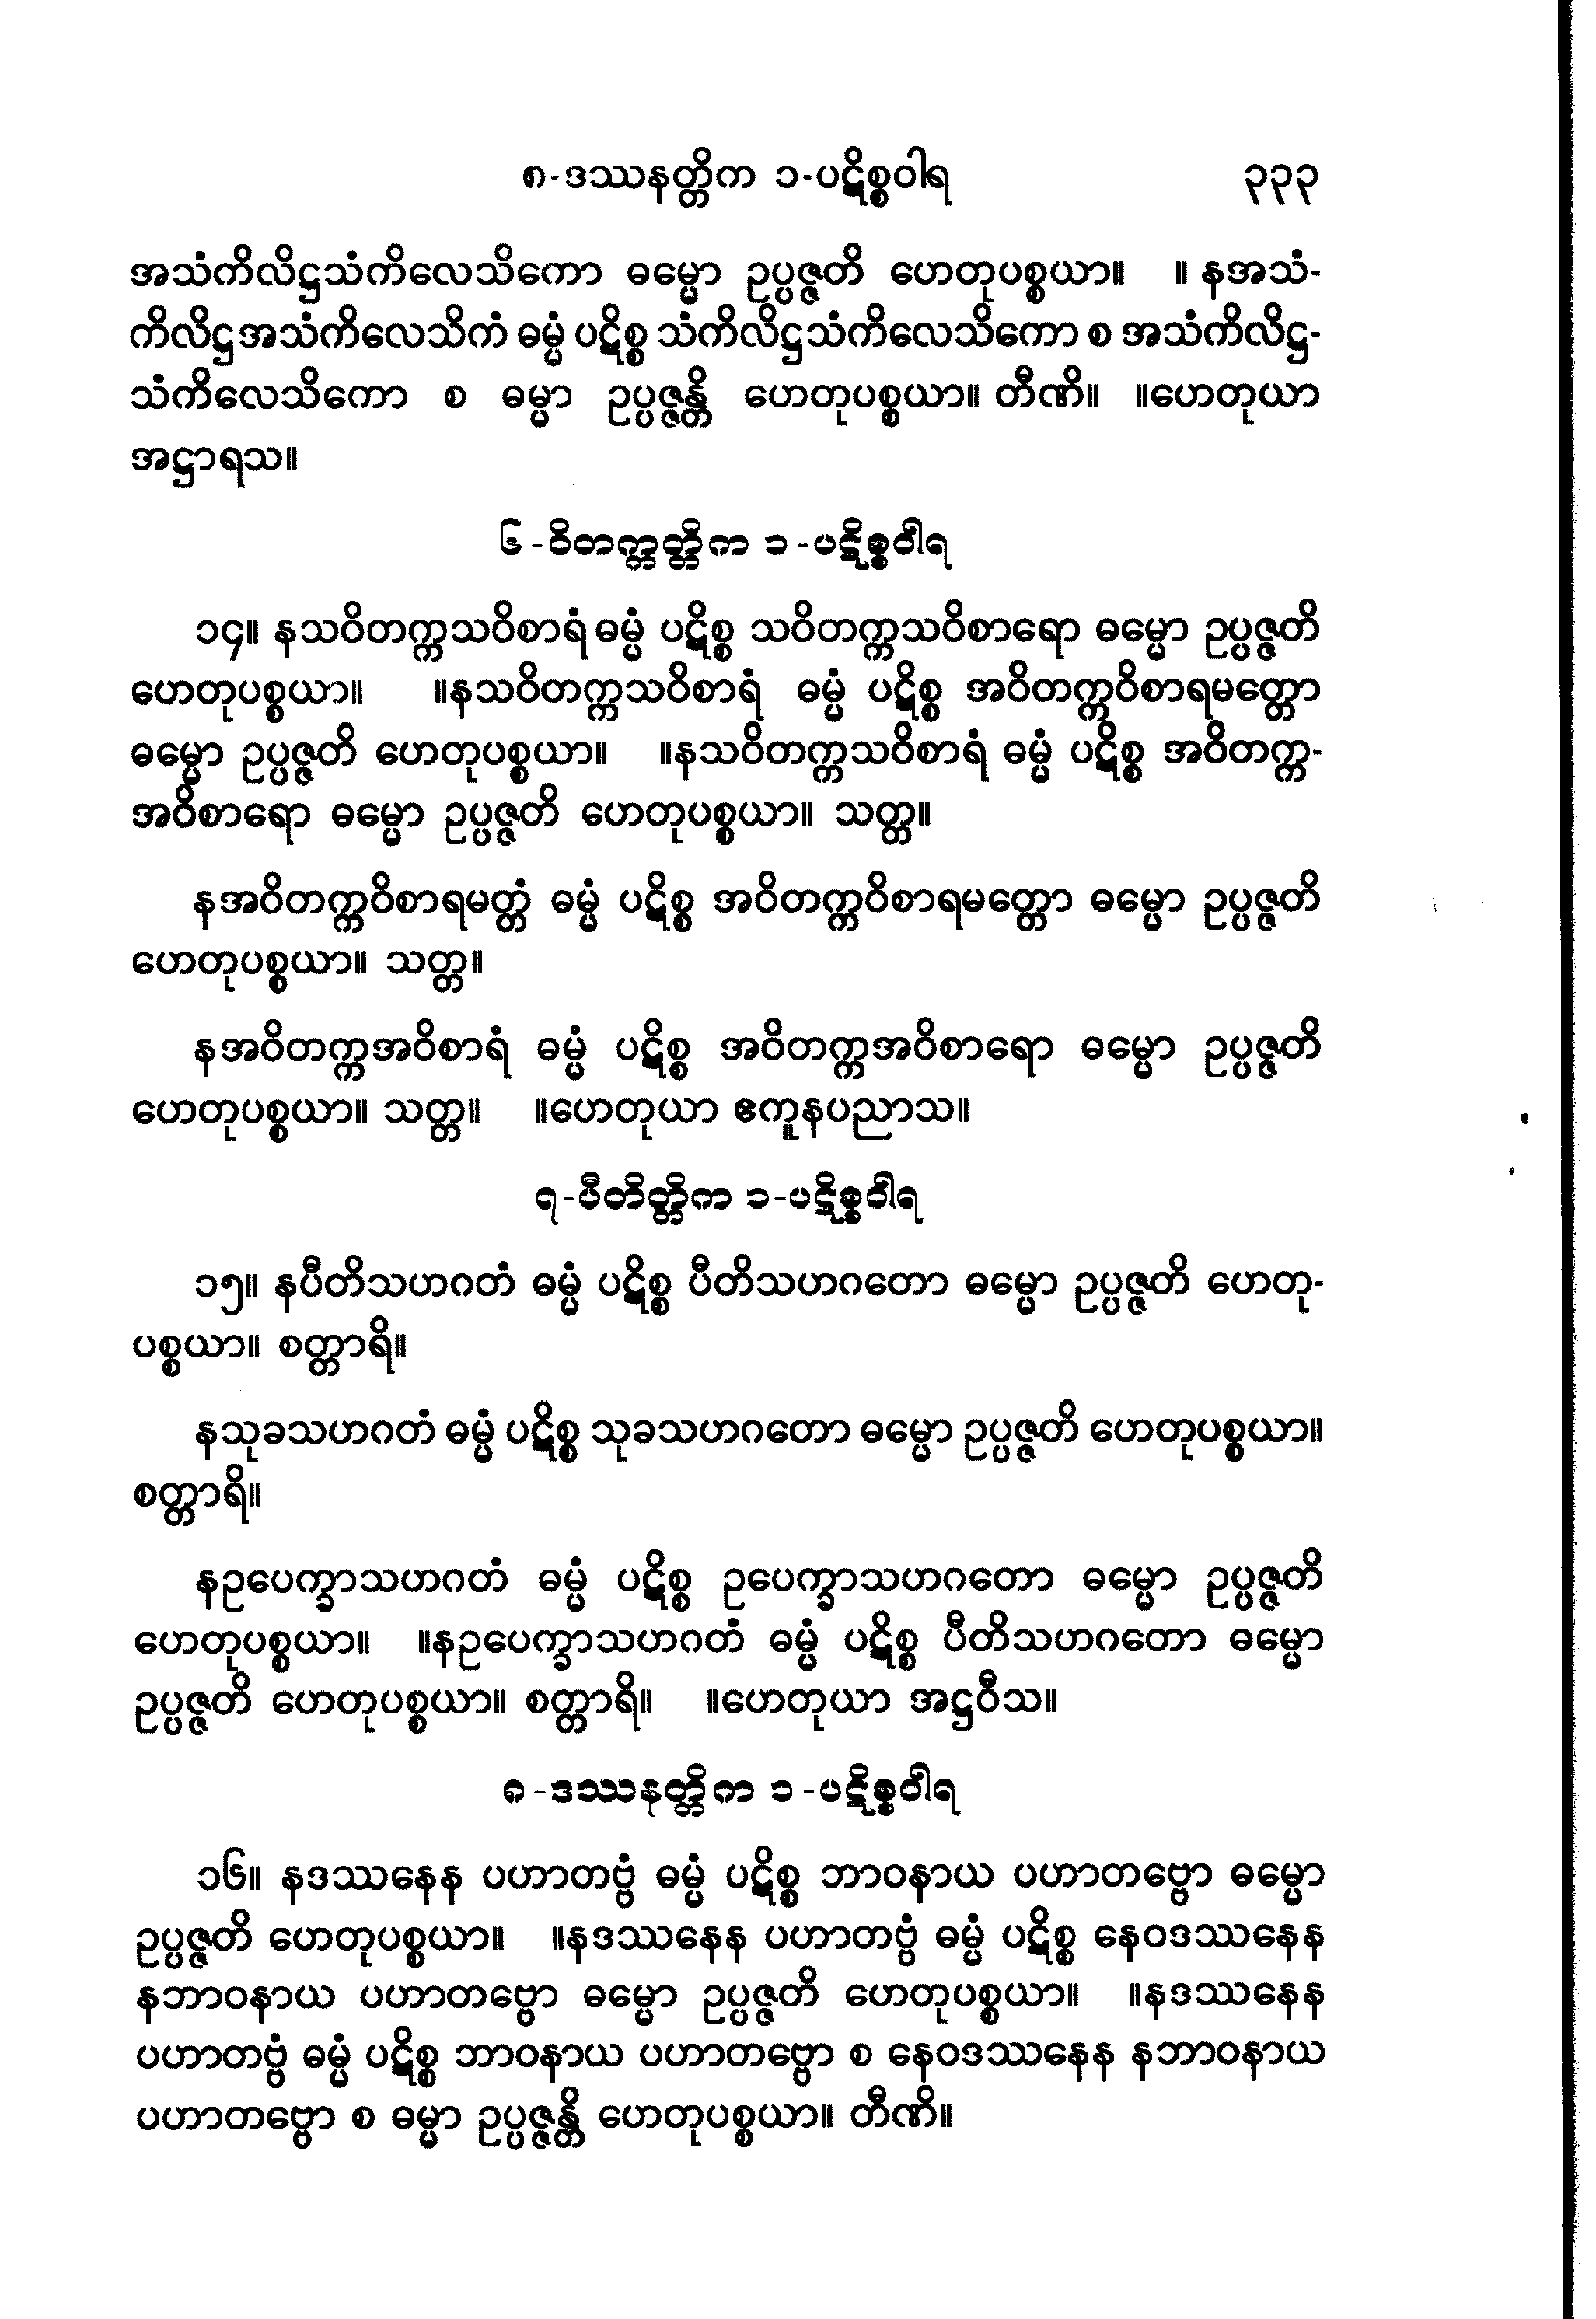 ၈-ဒဿနတ္တိက ၁-ပဋိစ္စဝါရ ၃၃၃
အသံကိလိဋ္ဌသံကိလေသိကော ဓမ္မော ဥပ္ပဇ္ဇတိ ဟေတုပစ္စယာ။ ။ နအသံ-
ကိလိဋ္ဌအသံကိလေသိကံ ဓမ္မံ ပဋိစ္စ သံကိလိဋ္ဌသံကိလေသိကော စ အသံကိလိဋ္ဌ-
သံကိလေသိကော စ ဓမ္မာ ဥပ္ပဇ္ဇန္တိ ဟေတုပစ္စယာ။ တီဏိ။ ။ဟေတုယာ
အဋ္ဌာရသ။
၆-ဝိတက္ကတ္တိက ၁-ပဋိစ္စဝါရ
၁၄။ နသဝိတက္ကသဝိစာရံ ဓမ္မံ ပဋိစ္စ သဝိတက္ကသဝိစာရော ဓမ္မော ဥပ္ပဇ္ဇတိ
ဟေတုပစ္စယာ။ ။နသဝိတက္ကသဝိစာရံ ဓမ္မံ ပဋိစ္စ အဝိတက္ကဝိစာရမတ္တော
ဓမ္မော ဥပ္ပဇ္ဇတိ ဟေတုပစ္စယာ။ ။နသဝိတက္ကသဝိစာရံ ဓမ္မံ ပဋိစ္စ အဝိတက္က-
အဝိစာရော ဓမ္မော ဥပ္ပဇ္ဇတိ ဟေတုပစ္စယာ။ သတ္တ။
နအဝိတက္ကဝိစာရမတ္တံ ဓမ္မံ ပဋိစ္စ အဝိတက္ကဝိစာရမတ္တော ဓမ္မော ဥပ္ပဇ္ဇတိ
ဟေတုပစ္စယာ။ သတ္တ။
နအဝိတက္ကအဝိစာရံ ဓမ္မံ ပဋိစ္စ အဝိတက္ကအဝိစာရော ဓမ္မော ဥပ္ပဇ္ဇတိ
ဟေတုပစ္စယာ။ သတ္တ။ ။ဟေတုယာ ဧကူနပညာသ။
၇-ပီတိတ္တိက ၁-ပဋိစ္စဝါရ
၁၅။ နပီတိသဟဂတံ ဓမ္မံ ပဋိစ္စ ပီတိသဟဂတော ဓမ္မော ဥပ္ပဇ္ဇတိ ဟေတု-
ပစ္စယာ။ စတ္တာရိ။
နသုခသဟဂတံ ဓမ္မံ ပဋိစ္စ သုခသဟဂတော ဓမ္မော ဥပ္ပဇ္ဇတိ ဟေတုပစ္စယာ။
စတ္တာရိ။
နဥပေက္ခာသဟဂတံ ဓမ္မံ ပဋိစ္စ ဥပေက္ခာသဟဂတော ဓမ္မော ဥပ္ပဇ္ဇတိ
ဟေတုပစ္စယာ။ ။နဥပေက္ခာသဟဂတံ ဓမ္မံ ပဋိစ္စ ပီတိသဟဂတော ဓမ္မော
ဥပ္ပဇ္ဇတိ ဟေတုပစ္စယာ။ စတ္တာရိ။ ။ဟေတုယာ အဋ္ဌဝီသ။
၈-ဒဿနတ္တိက ၁-ပဋိစ္စဝါရ
၁၆။ နဒဿနေန ပဟာတဗ္ဗံ ဓမ္မံ ပဋိစ္စ ဘာဝနာယ ပဟာတဗ္ဗော ဓမ္မော
ဥပ္ပဇ္ဇတိ ဟေတုပစ္စယာ။ ။နဒဿနေန ပဟာတဗ္ဗံ ဓမ္မံ ပဋိစ္စ နေဝဒဿနေန
နဘာဝနာယ ပဟာတဗ္ဗော ဓမ္မော ဥပ္ပဇ္ဇတိ ဟေတုပစ္စယာ။ ။နဒဿနေန
ပဟာတဗ္ဗံ ဓမ္မံ ပဋိစ္စ ဘာဝနာယ ပဟာတဗ္ဗော စ နေဝဒဿနေန နဘာဝနာယ
ပဟာတဗ္ဗော စ ဓမ္မာ ဥပ္ပဇ္ဇန္တိ ဟေတုပစ္စယာ။ တီဏိ။